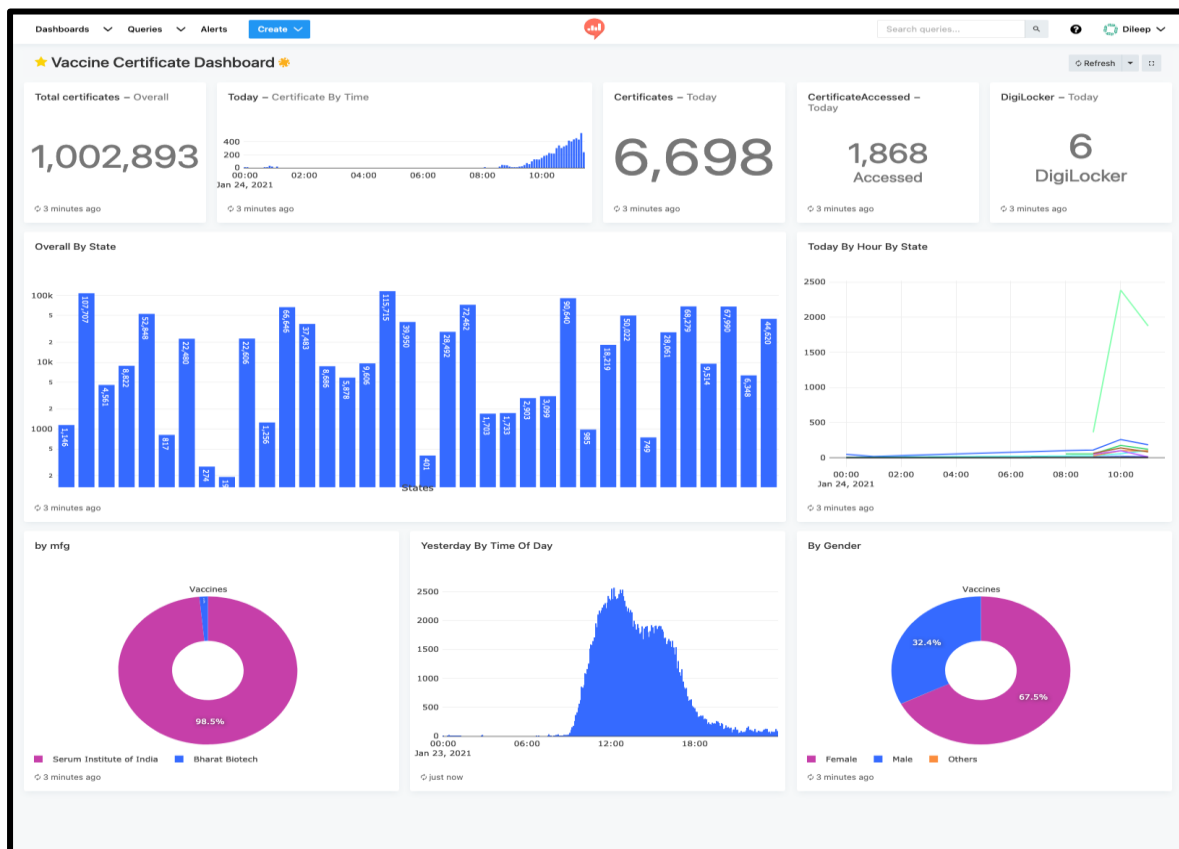 Dashboards Queries Alerts Create Search queries... Dileep
Vaccine Certificate Dashboard
Refresh
Total certificates – Overall
1,002,893
3 minutes ago
Today – Certificate By Time
400
200
0
00:00 02:00 04:00 06:00 08:00 10:00
Jan 24, 2021
3 minutes ago
Certificates – Today
6,698
3 minutes ago
CertificateAccessed –
Today
1,868
Accessed
3 minutes ago
DigiLocker – Today
6
DigiLocker
3 minutes ago
Overall By State
100k
5
2
10k
5
2
1000
5
2
1,146
107,707
4,561
8,822
52,848
817
22,480
274
22,606
1,256
66,646
37,483
8,686
5,878
9,606
115,715
39,950
401
28,492
72,462
1,703
1,733
2,903
3,099
90,640
985
18,219
50,022
749
28,061
68,279
9,514
67,990
6,348
44,620
States
3 minutes ago
Today By Hour By State
2500
2000
1500
1000
500
0
00:00 02:00 04:00 06:00 08:00 10:00
Jan 24, 2021
3 minutes ago
by mfg
Vaccines
98.5%
Serum Institute of India Bharat Biotech
3 minutes ago
Yesterday By Time Of Day
2500
2000
1500
1000
500
0
00:00 06:00 12:00 18:00
Jan 23, 2021
just now
By Gender
Vaccines
32.4%
67.5%
Female Male Others
3 minutes ago